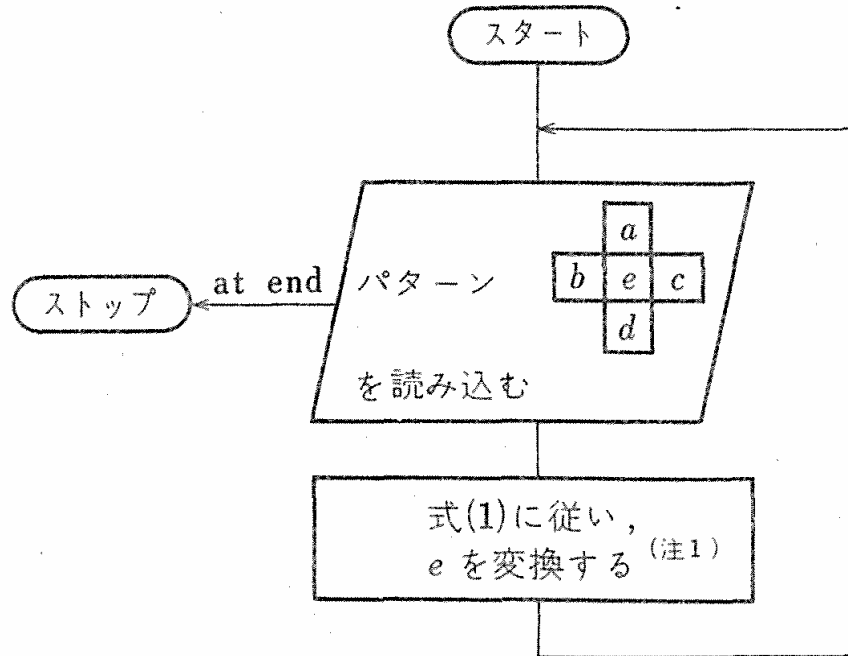 スタート
a
b e c
d
パターン
at end
ストップ
を読み込む
式(1)に従い,
e を変換する (注1)